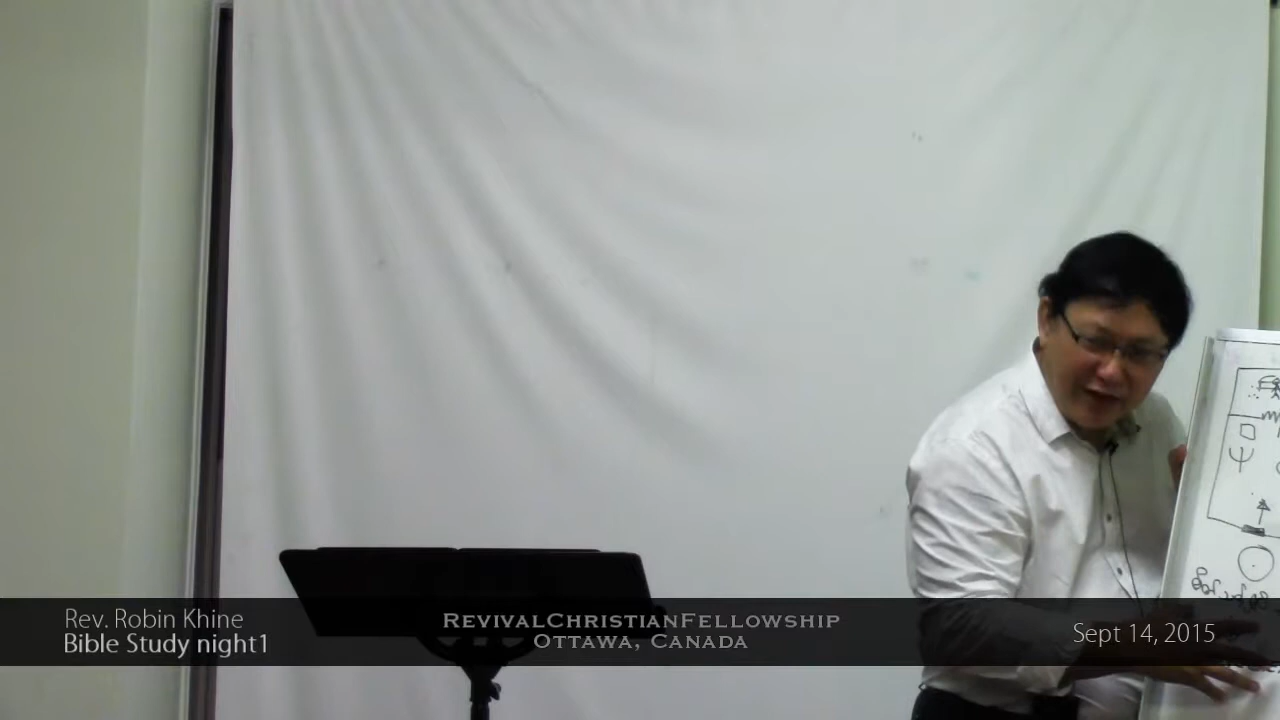 Rev. Robin Khine
Bible Study night1
RevivalChristianFellowship
Ottawa, Canada
Sept 14, 2015